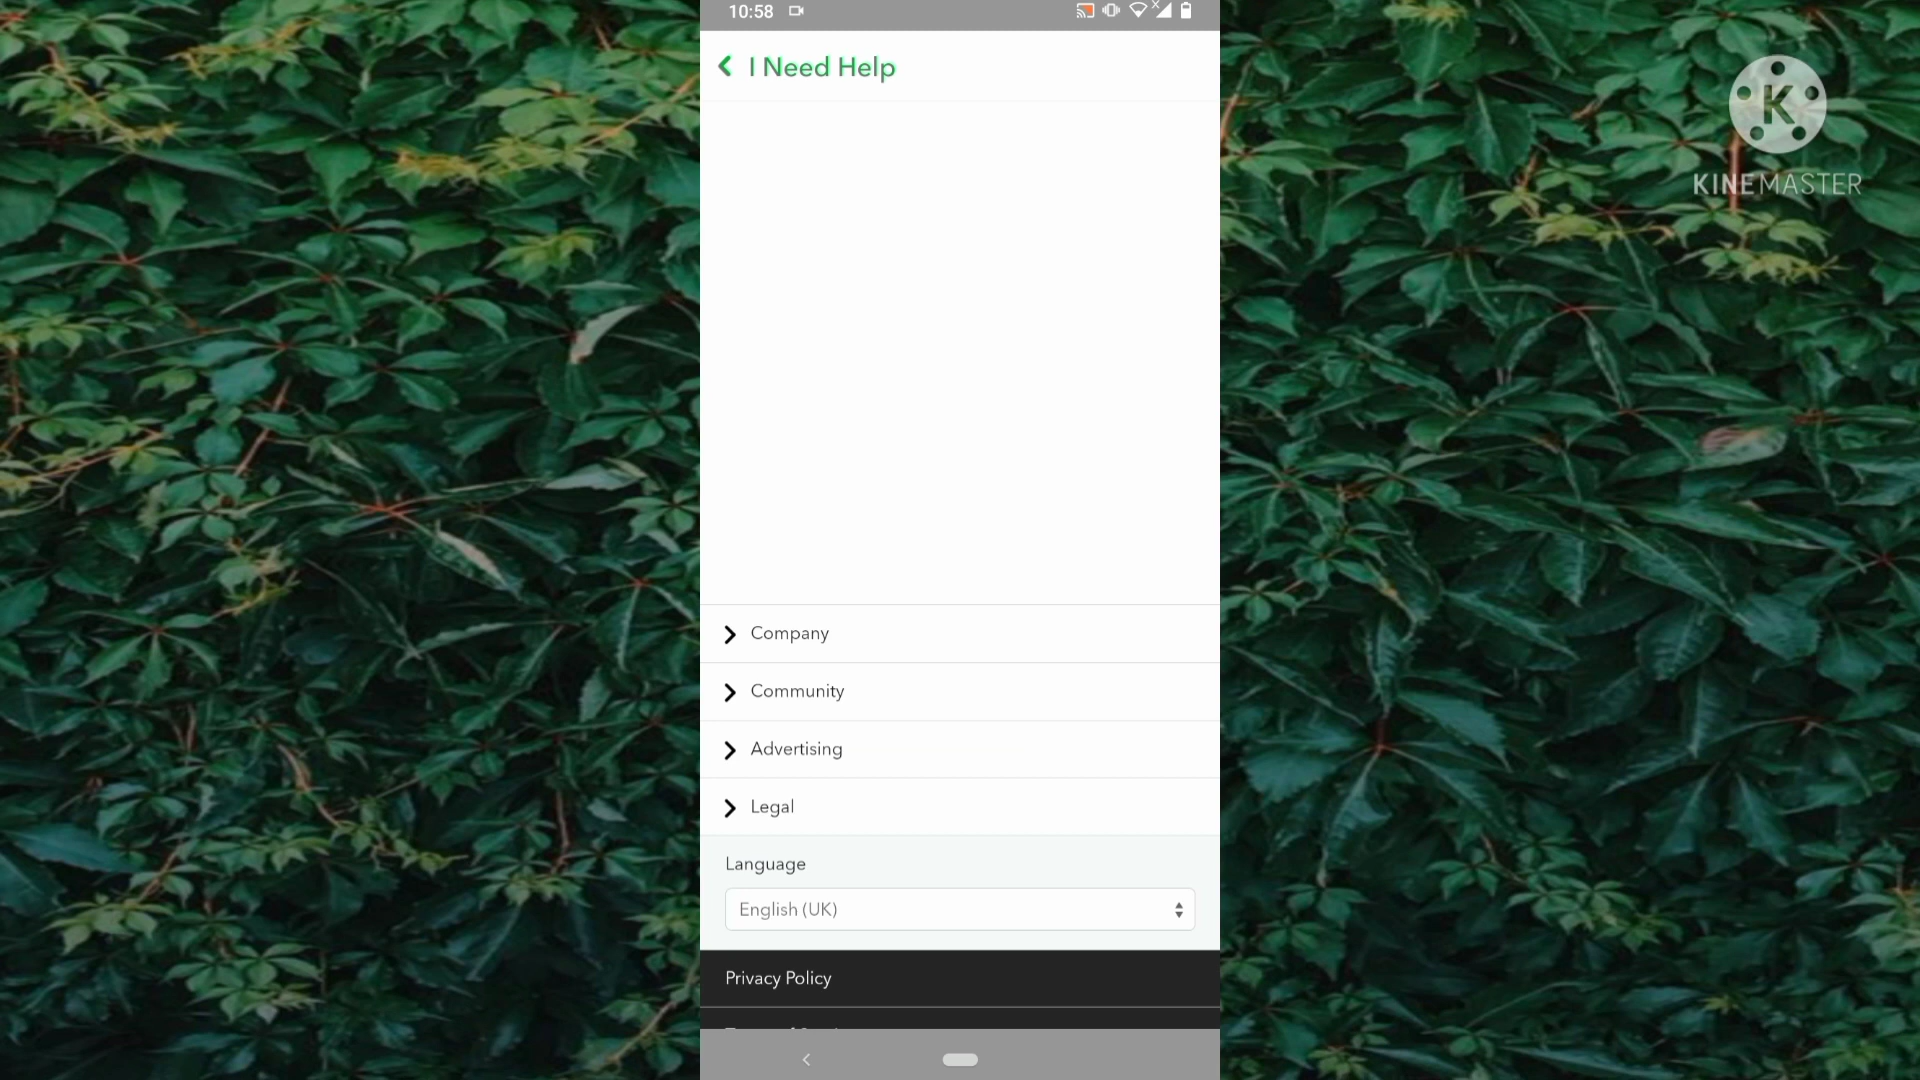 10:58
I Need Help
K
KINEMASTER
Company
Community
Advertising
Legal
Language
English (UK)
Privacy Policy